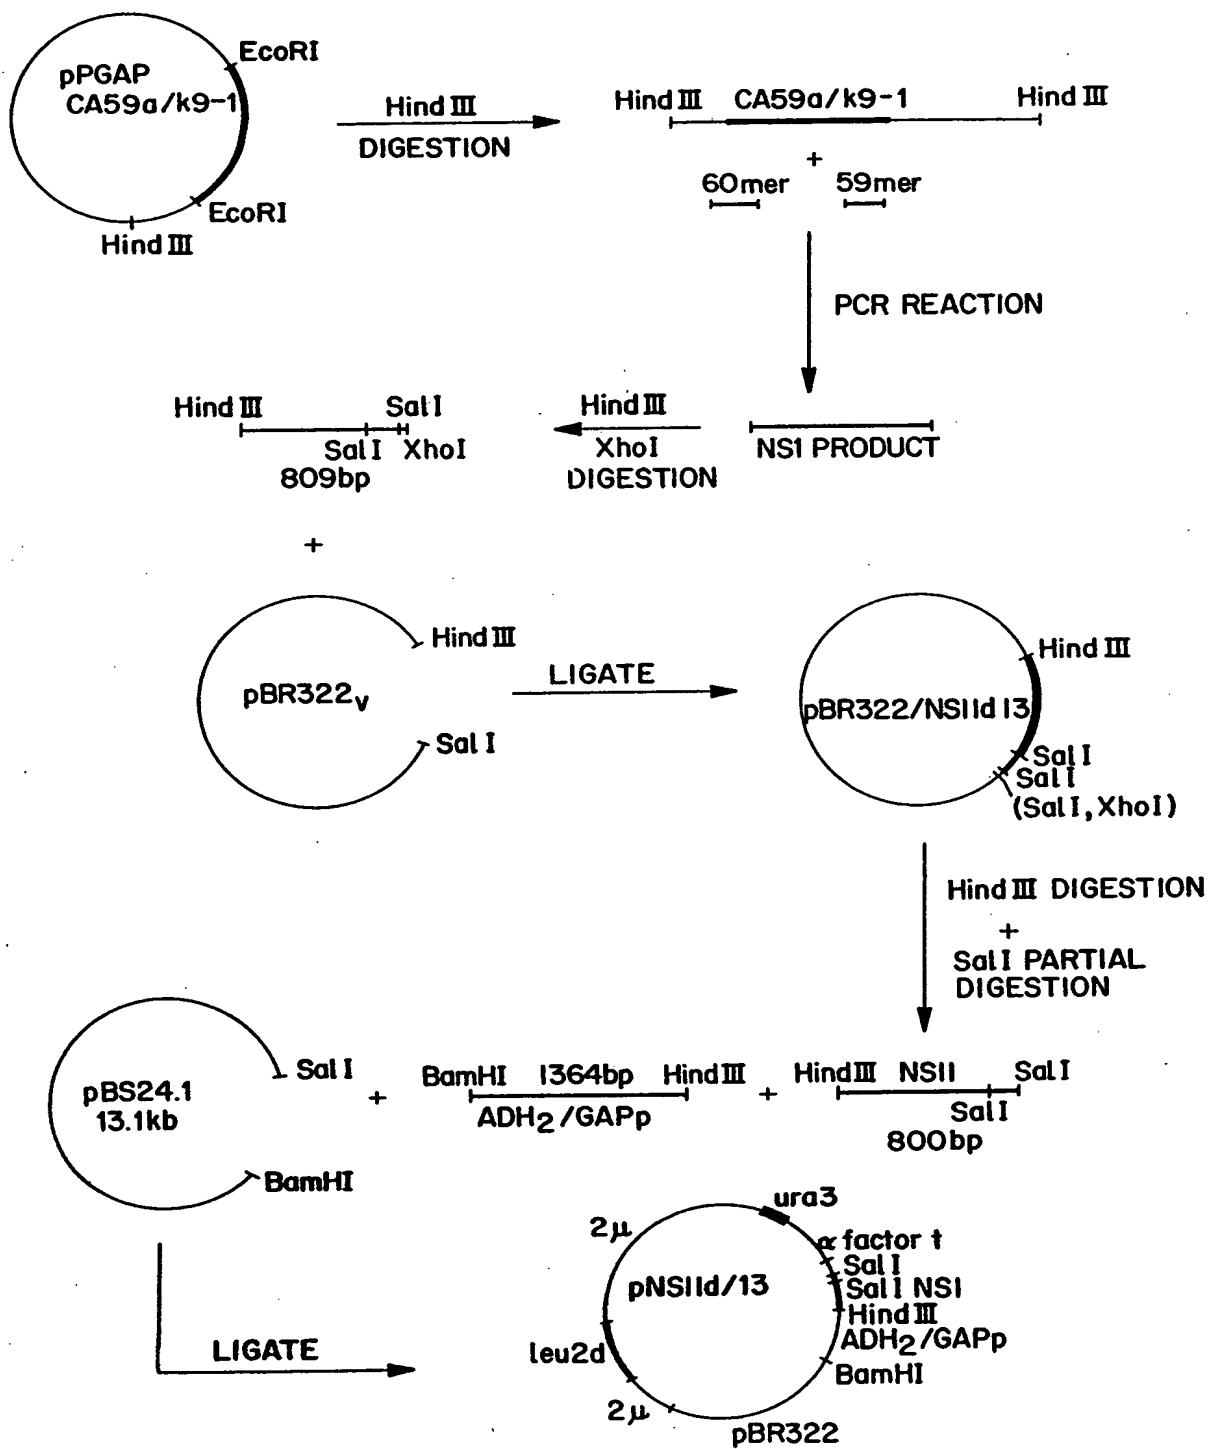 EcoRI
pPGAP
CA59a/k9-1
EcoRI
Hind III
Hind III
DIGESTION
Hind III
CA59a/k9-1
Hind III
+
60mer
59mer
PCR REACTION
NS1 PRODUCT
Hind III
XhoI
DIGESTION
Hind III
Sal I
Sal I
XhoI
809bp
+
pBR322v
Hind III
Sal I
LIGATE
pBR322/NSIId13
Hind III
Sal I
Sal I
(Sal I, XhoI)
Hind III DIGESTION
+
Sal I PARTIAL
DIGESTION
pBS24.1
13.1kb
Sal I
BamHI
+
BamHI
1364bp
Hind III
ADH2/GAPp
+
Hind III
NSII
Sal I
Sal I
800bp
LIGATE
pNSIId/13
2μ
ura3
α factor t
Sal I
Sal I NS1
Hind III
ADH2/GAPp
BamHI
leu2d
2μ
pBR322